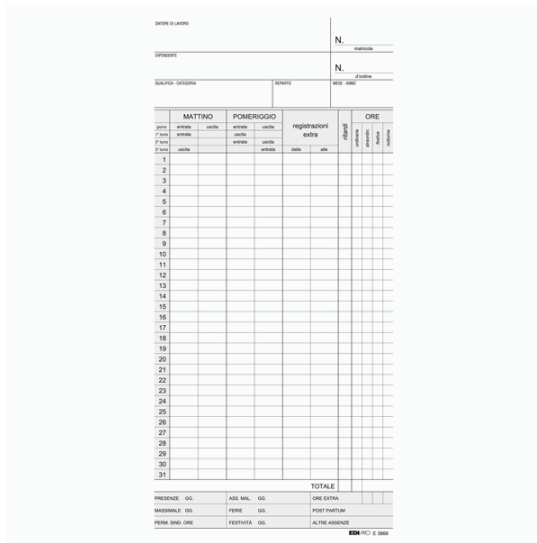 DATORE DI LAVORO
N.
matricola
DIPENDENTE
N.
d'ordine
QUALIFICA - CATEGORIA REPARTO MESE - ANNO
MATTINO POMERIGGIO registrazioni extra ritardi ORE
giorno entrata uscita entrata uscita ordinarie straordin. festive notturne
1° turno entrata uscita
2° turno entrata uscita
3° turno uscita entrata dalle alle
1
2
3
4
5
6
7
8
9
10
11
12
13
14
15
16
17
18
19
20
21
22
23
24
25
26
27
28
29
30
31
TOTALE
PRESENZE GG. ASS. MAL. GG. ORE EXTRA
MASSIMALE GG. FERIE GG. POST PARTUM
PERM. SIND. ORE FESTIVITÀ GG. ALTRE ASSENZE
EDIPRO E 3866